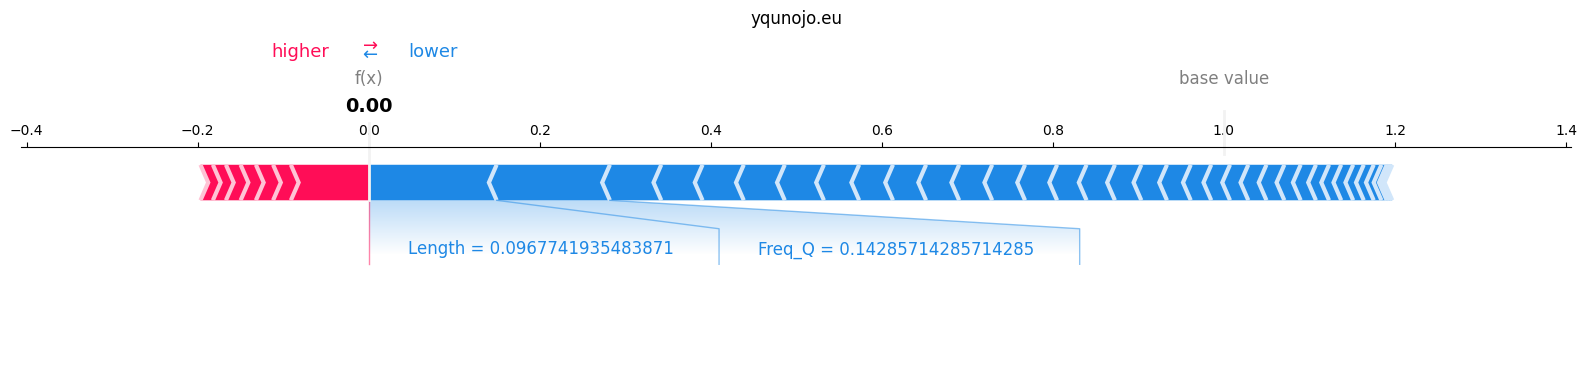 yqunojo.eu
higher → ← lower
f(x)
base value
0.00
−0.4 −0.2 0.0 0.2 0.4 0.6 0.8 1.0 1.2 1.4
Length = 0.0967741935483871
Freq_Q = 0.14285714285714285